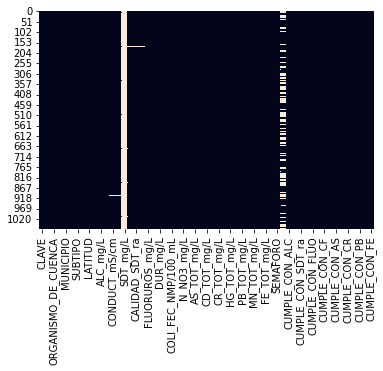 0
51
102
153
204
255
306
357
408
459
510
561
612
663
714
765
816
867
918
969
1020
CLAVE
ORGANISMO_DE_CUENCA
MUNICIPIO
SUBTIPO
LATITUD
ALC_mg/L
CONDUCT_mS/cm
SDT_mg/L
CALIDAD_SDT_ra
FLUORUROS_mg/L
DUR_mg/L
COLI_FEC_NMP/100_mL
N_NO3_mg/L
AS_TOT_mg/L
CD_TOT_mg/L
CR_TOT_mg/L
HG_TOT_mg/L
PB_TOT_mg/L
MN_TOT_mg/L
FE_TOT_mg/L
SEMAFORO
CUMPLE_CON_ALC
CUMPLE_CON_SDT_ra
CUMPLE_CON_FLUO
CUMPLE_CON_CF
CUMPLE_CON_AS
CUMPLE_CON_CR
CUMPLE_CON_PB
CUMPLE_CON_FE